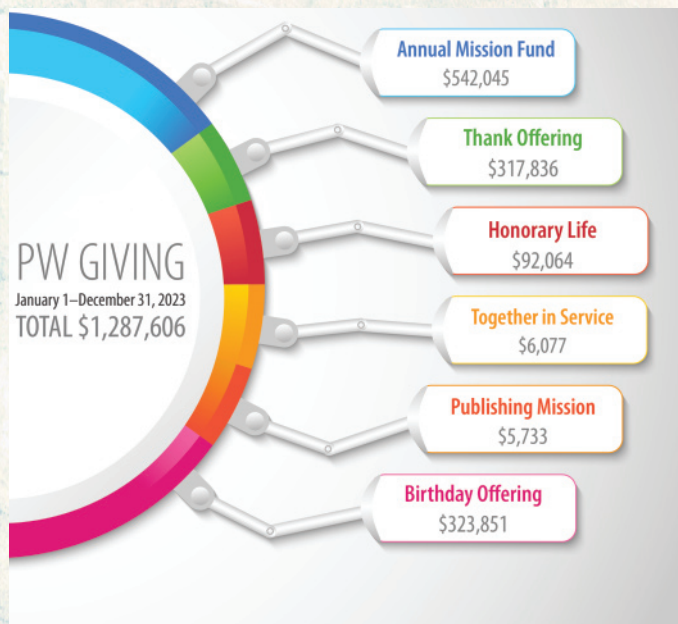 PW GIVING
January 1–December 31, 2023
TOTAL $1,287,606
Annual Mission Fund
$542,045
Thank Offering
$317,836
Honorary Life
$92,064
Together in Service
$6,077
Publishing Mission
$5,733
Birthday Offering
$323,851